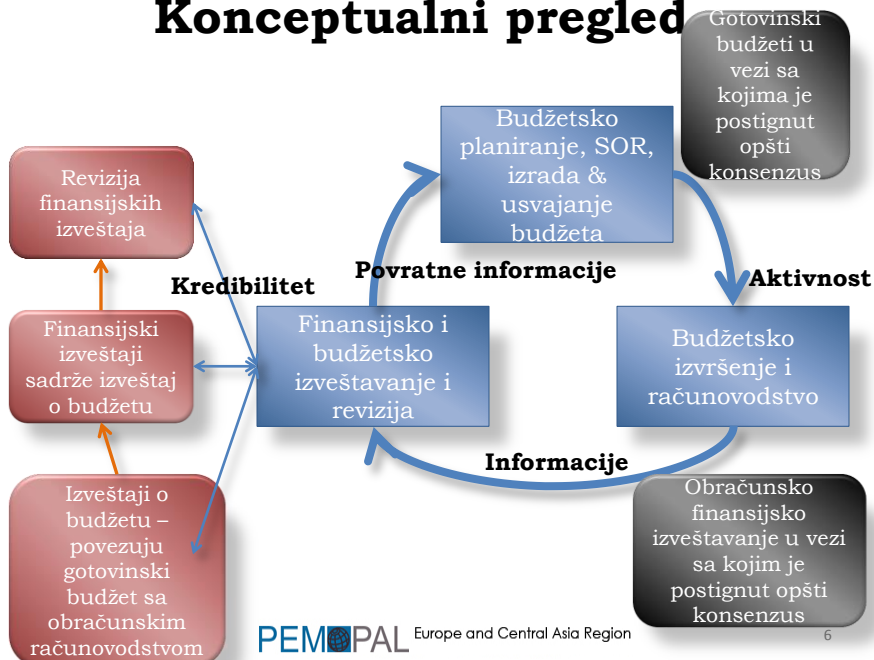 Konceptualni pregled
Gotovinski
budžeti u
vezi sa
kojima je
postignut
opšti
konsenzus
Budžetsko
planiranje, SOR,
izrada &
usvajanje
budžeta
Revizija
finansijskih
izveštaja
Kredibilitet
Povratne informacije
Aktivnost
Finansijski
izveštaji
sadrže izveštaj
o budžetu
Finansijsko i
budžetsko
izveštavanje i
revizija
Budžetsko
izvršenje i
računovodstvo
Informacije
Izveštaji o
budžetu –
povezuju
gotovinski
budžet sa
obračunskim
računovodstvom
Obračunsko
finansijsko
izveštavanje u vezi
sa kojim je
postignut opšti
konsenzus
PEMPAL Europe and Central Asia Region
6